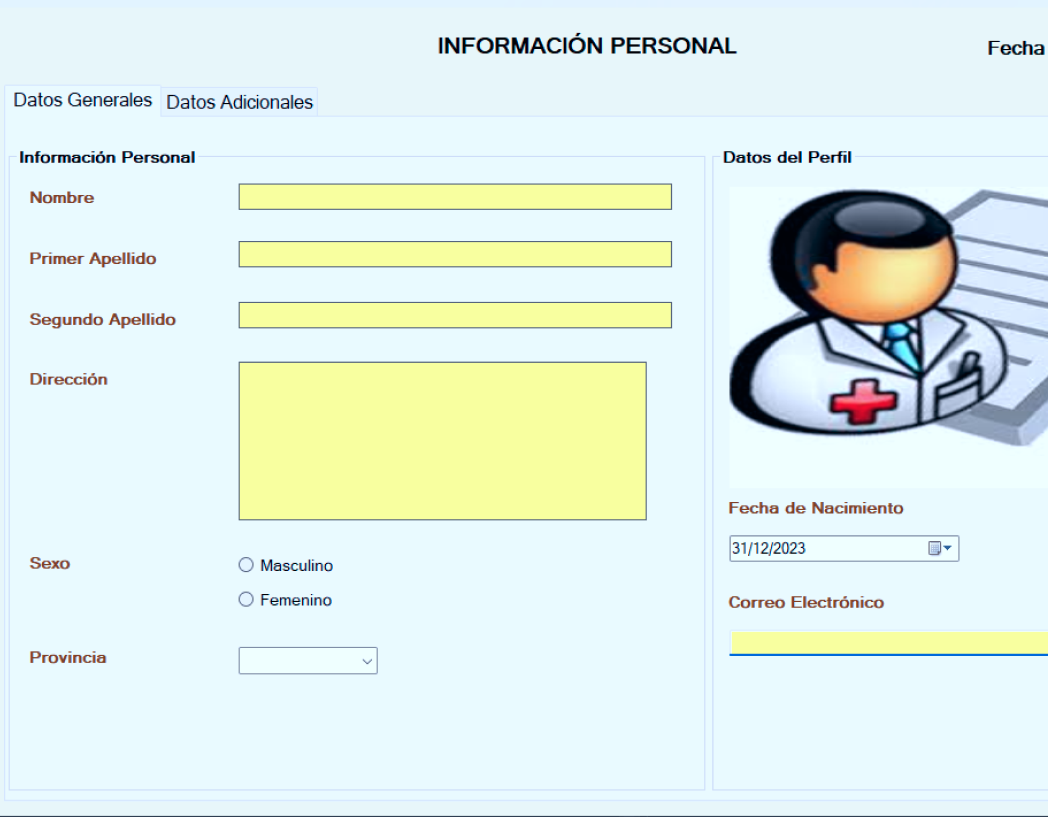 INFORMACIÓN PERSONAL
Fecha
Datos Generales
Datos Adicionales
Información Personal
Nombre
Primer Apellido
Segundo Apellido
Dirección
Sexo
Masculino
Femenino
Provincia
Datos del Perfil
Fecha de Nacimiento
31/12/2023
Correo Electrónico